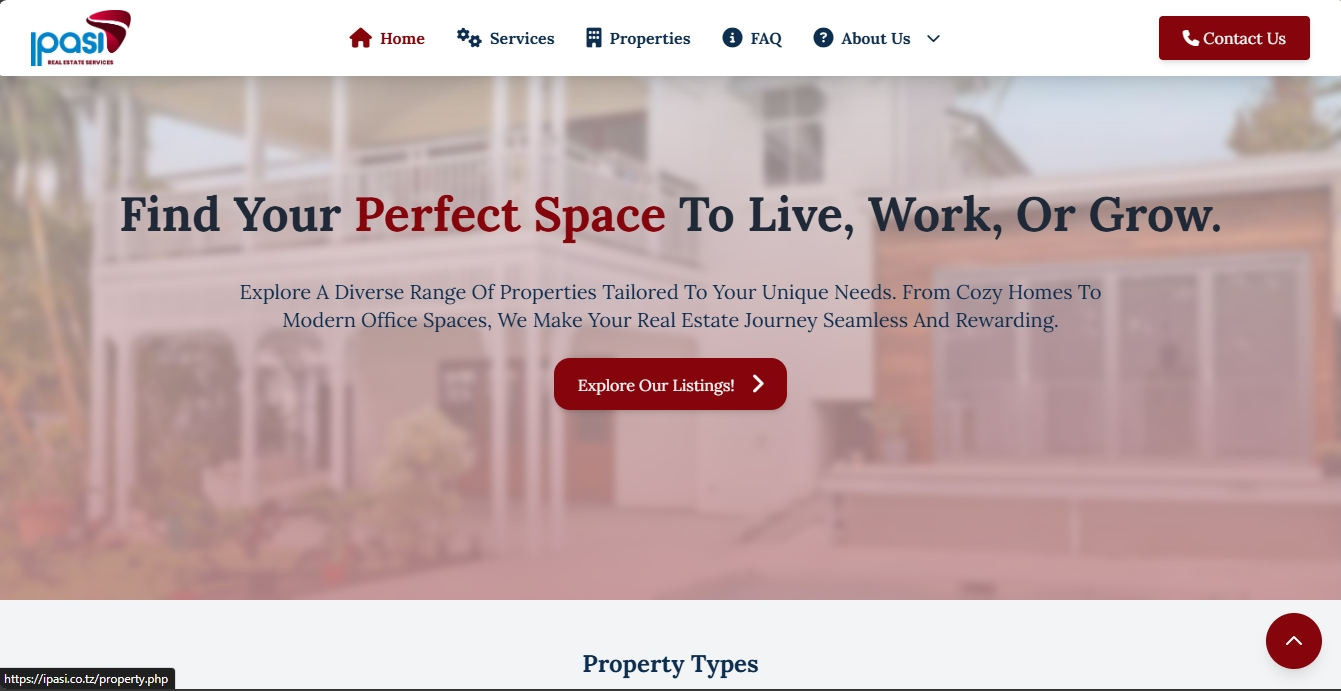 ipasi
REAL ESTATE SERVICES
Home
Services
Properties
FAQ
About Us
Contact Us
Find Your Perfect Space To Live, Work, Or Grow.
Explore A Diverse Range Of Properties Tailored To Your Unique Needs. From Cozy Homes To
Modern Office Spaces, We Make Your Real Estate Journey Seamless And Rewarding.
Explore Our Listings!
Property Types
https://ipasi.co.tz/property.php